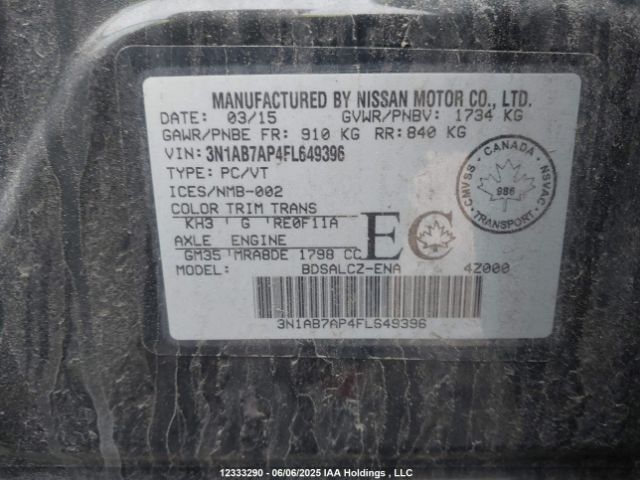 MANUFACTURED BY NISSAN MOTOR CO., LTD.
DATE: 03/15 GVWR/PNBV: 1734 KG
GAWR/PNBE FR: 910 KG RR: 840 KG
VIN: 3N1AB7AP4FL649396
TYPE: PC/VT
ICES/NMB-002
COLOR TRIM TRANS
KH3 ' G 'RE0F11A
AXLE ENGINE
GM35 'MRA8DE 1798 CC
MODEL: BDSALCZ-ENA 4Z000
EC
CANADA
CMVSS NSVAC
986
TRANSPORT
3N1AB7AP4FL649396
12333290 - 06/06/2025 IAA Holdings , LLC